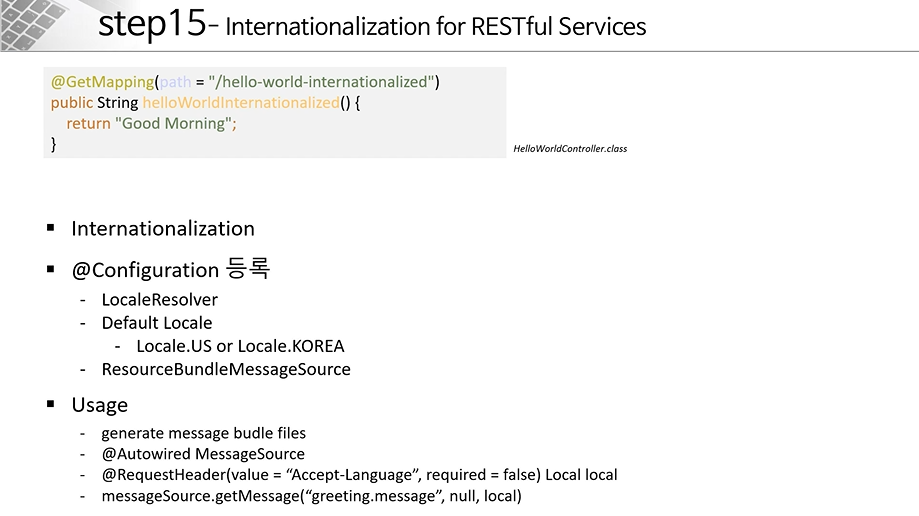 step15- Internationalization for RESTful Services
@GetMapping(path = "/hello-world-internationalized")
public String helloWorldInternationalized() {
return "Good Morning";
}
HelloWorldController.class
▪ Internationalization
▪ @Configuration 등록
- LocaleResolver
- Default Locale
- Locale.US or Locale.KOREA
- ResourceBundleMessageSource
▪ Usage
- generate message budle files
- @Autowired MessageSource
- @RequestHeader(value = “Accept-Language”, required = false) Local local
- messageSource.getMessage(“greeting.message”, null, local)